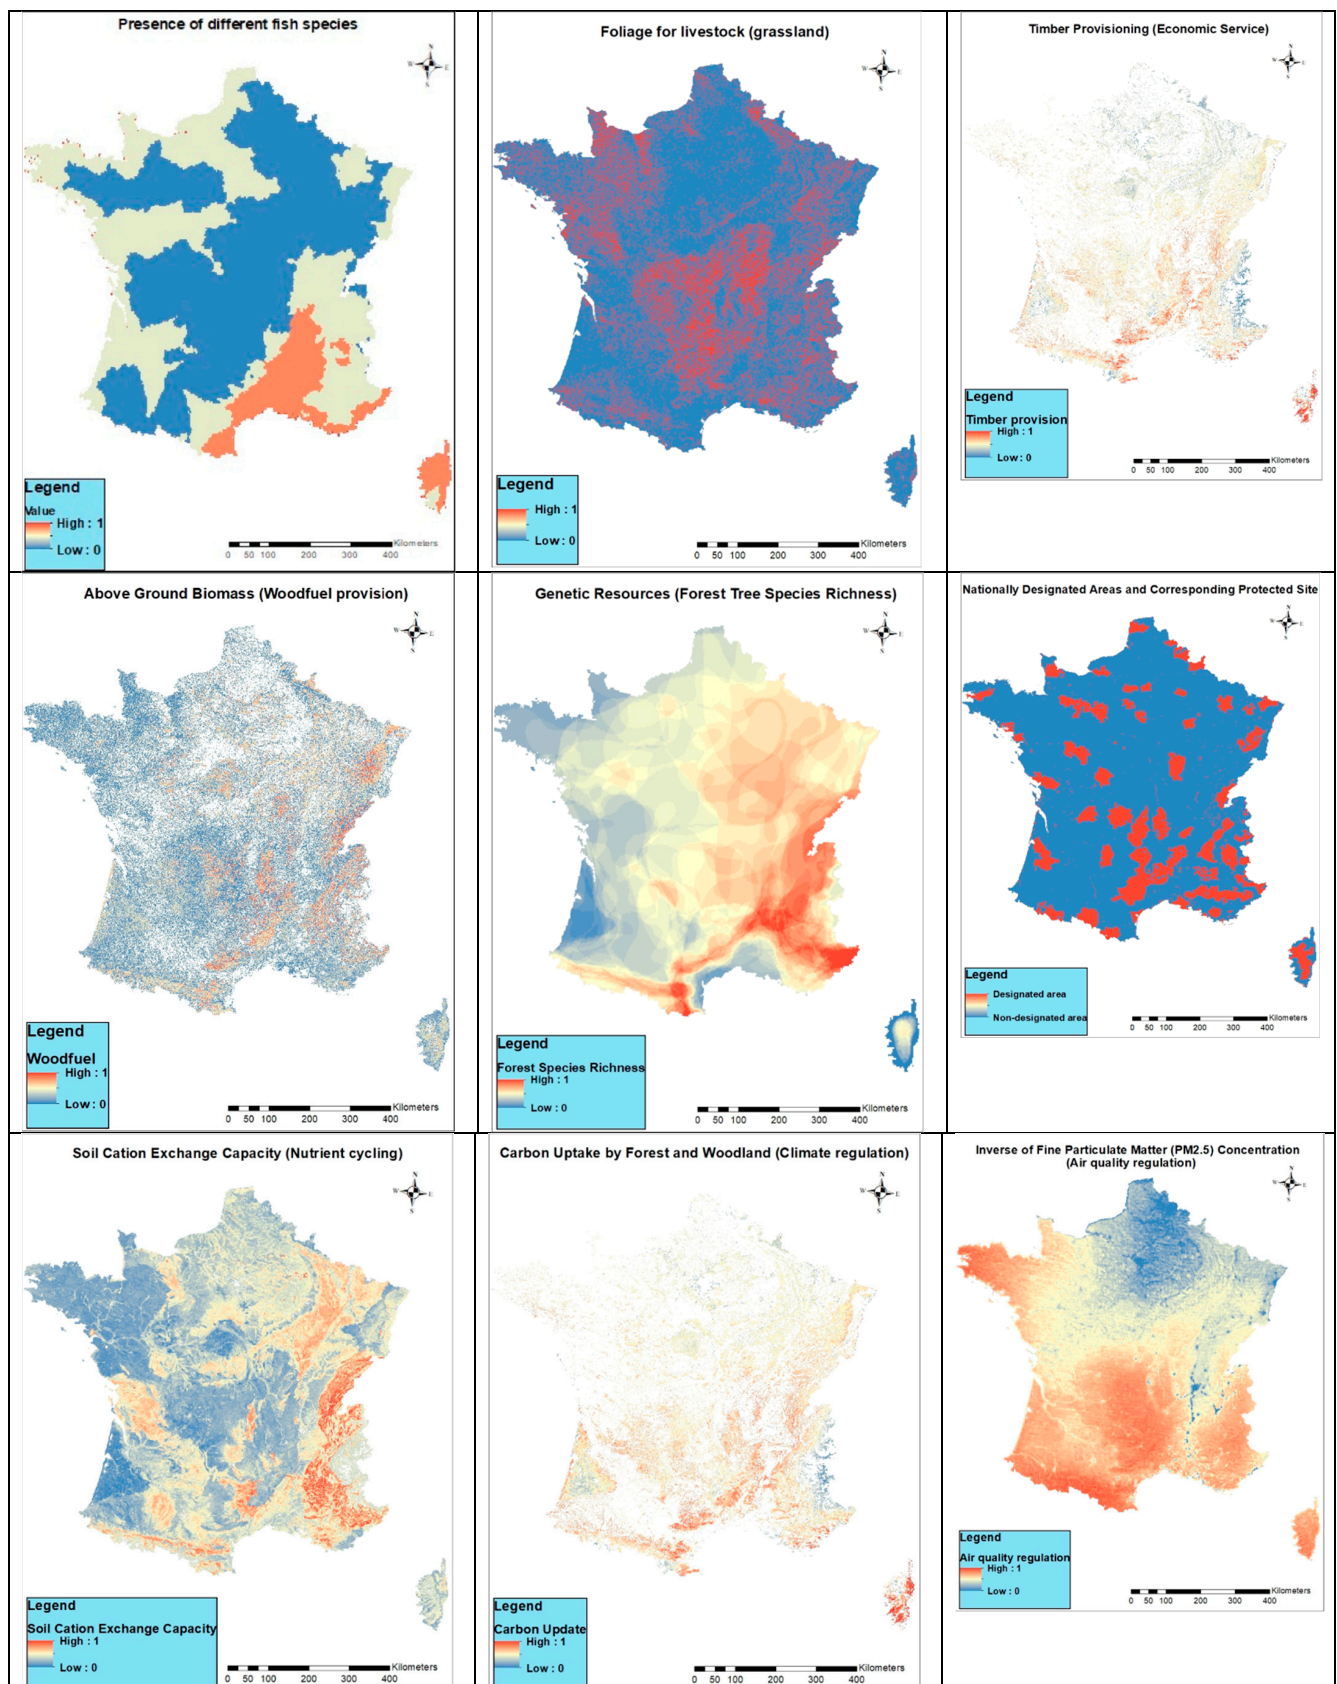 Presence of different fish species
N
W E
S
Legend
Value
High : 1
Low : 0
Kilometers
0 50 100 200 300 400
Foliage for livestock (grassland)
N
W E
S
Legend
High : 1
Low : 0
Kilometers
0 50 100 200 300 400
Timber Provisioning (Economic Service)
N
W E
S
Legend
Timber provision
High : 1
Low : 0
Kilometers
0 50 100 200 300 400
Above Ground Biomass (Woodfuel provision)
N
W E
S
Legend
Woodfuel
High : 1
Low : 0
Kilometers
0 50 100 200 300 400
Genetic Resources (Forest Tree Species Richness)
N
W E
S
Legend
Forest Species Richness
High : 1
Low : 0
Kilometers
0 50 100 200 300 400
Nationally Designated Areas and Corresponding Protected Site
N
W E
S
Legend
Designated area
Non-designated area
Kilometers
0 50 100 200 300 400
Soil Cation Exchange Capacity (Nutrient cycling)
N
W E
S
Legend
Soil Cation Exchange Capacity
High : 1
Low : 0
Kilometers
0 50 100 200 300 400
Carbon Uptake by Forest and Woodland (Climate regulation)
N
W E
S
Legend
Carbon Update
High : 1
Low : 0
Kilometers
0 50 100 200 300 400
Inverse of Fine Particulate Matter (PM2.5) Concentration
(Air quality regulation)
N
W E
S
Legend
Air quality regulation
High : 1
Low : 0
Kilometers
0 50 100 200 300 400